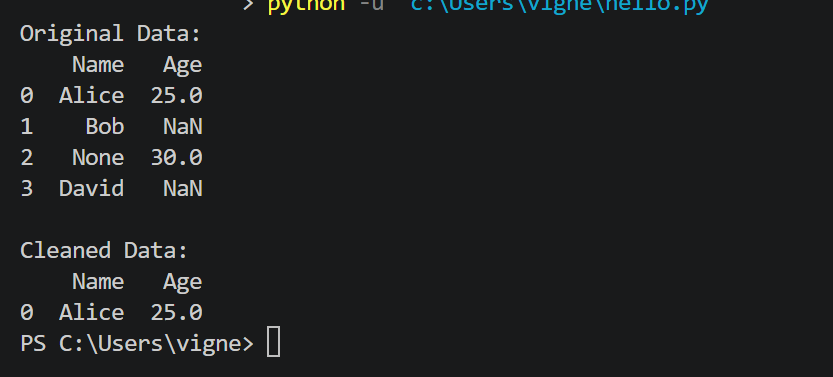 > python -u "c:\Users\vigne\hello.py"
Original Data:
    Name   Age
0  Alice  25.0
1    Bob   NaN
2   None  30.0
3  David   NaN

Cleaned Data:
    Name   Age
0  Alice  25.0
PS C:\Users\vigne>